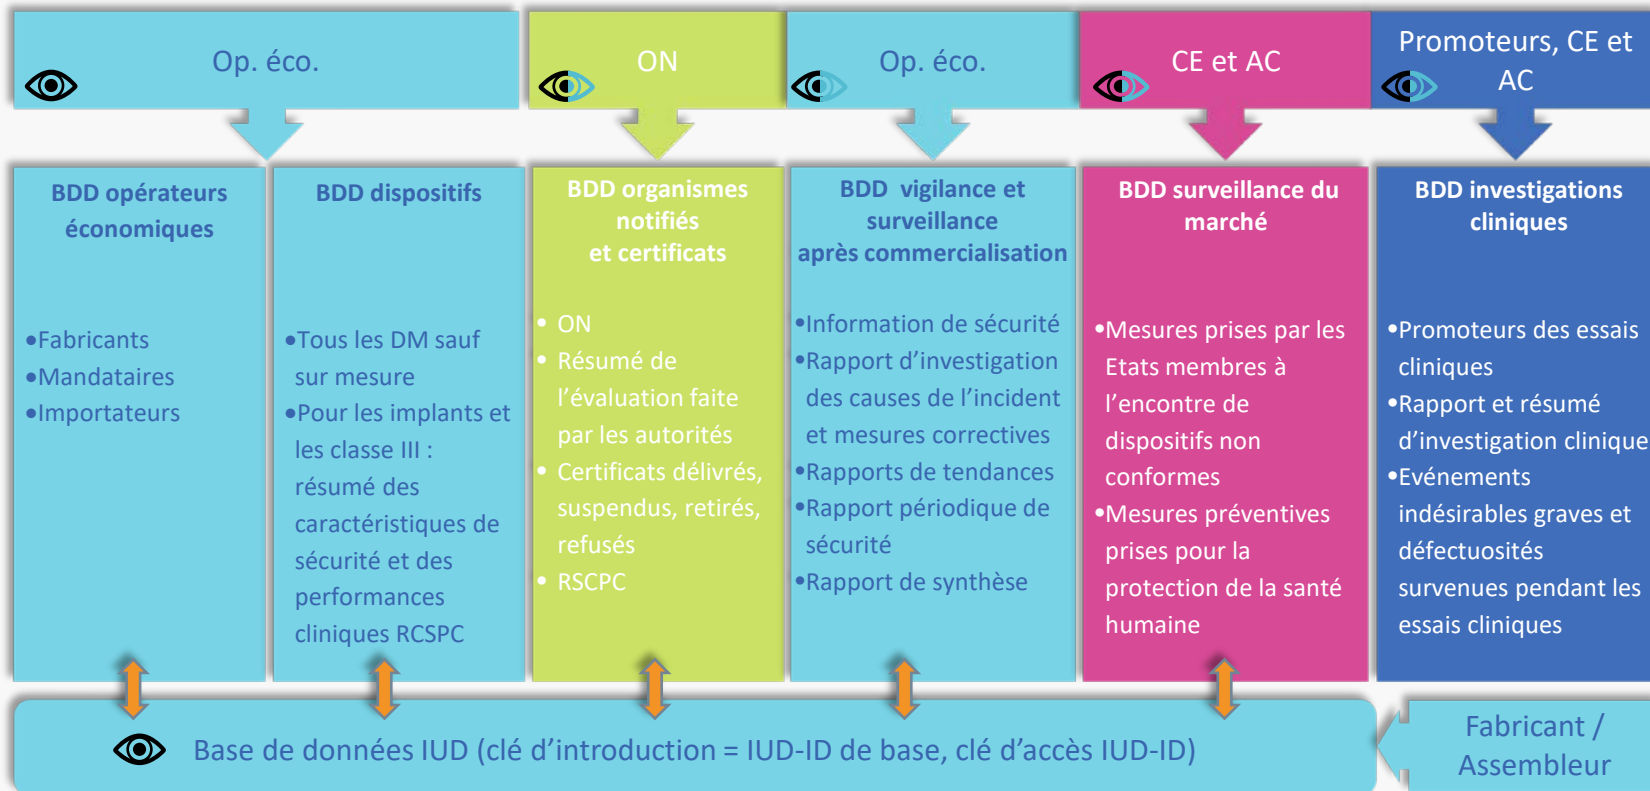 Op. éco.
ON
Op. éco.
CE et AC
Promoteurs, CE et
AC
BDD opérateurs
économiques
•Fabricants
•Mandataires
•Importateurs
BDD dispositifs
•Tous les DM sauf
sur mesure
•Pour les implants et
les classe III :
résumé des
caractéristiques de
sécurité et des
performances
cliniques RCSPC
BDD organismes
notifiés
et certificats
• ON
• Résumé de
l’évaluation faite
par les autorités
• Certificats délivrés,
suspendus, retirés,
refusés
• RSCPC
BDD vigilance et
surveillance
après commercialisation
•Information de sécurité
•Rapport d’investigation
des causes de l’incident
et mesures correctives
•Rapports de tendances
•Rapport périodique de
sécurité
•Rapport de synthèse
BDD surveillance du
marché
•Mesures prises par les
Etats membres à
l’encontre de
dispositifs non
conformes
•Mesures préventives
prises pour la
protection de la santé
humaine
BDD investigations
cliniques
•Promoteurs des essais
cliniques
•Rapport et résumé
d’investigation clinique
•Evénements
indésirables graves et
défectuosités
survenues pendant les
essais cliniques
Base de données IUD (clé d’introduction = IUD-ID de base, clé d’accès IUD-ID)
Fabricant /
Assembleur